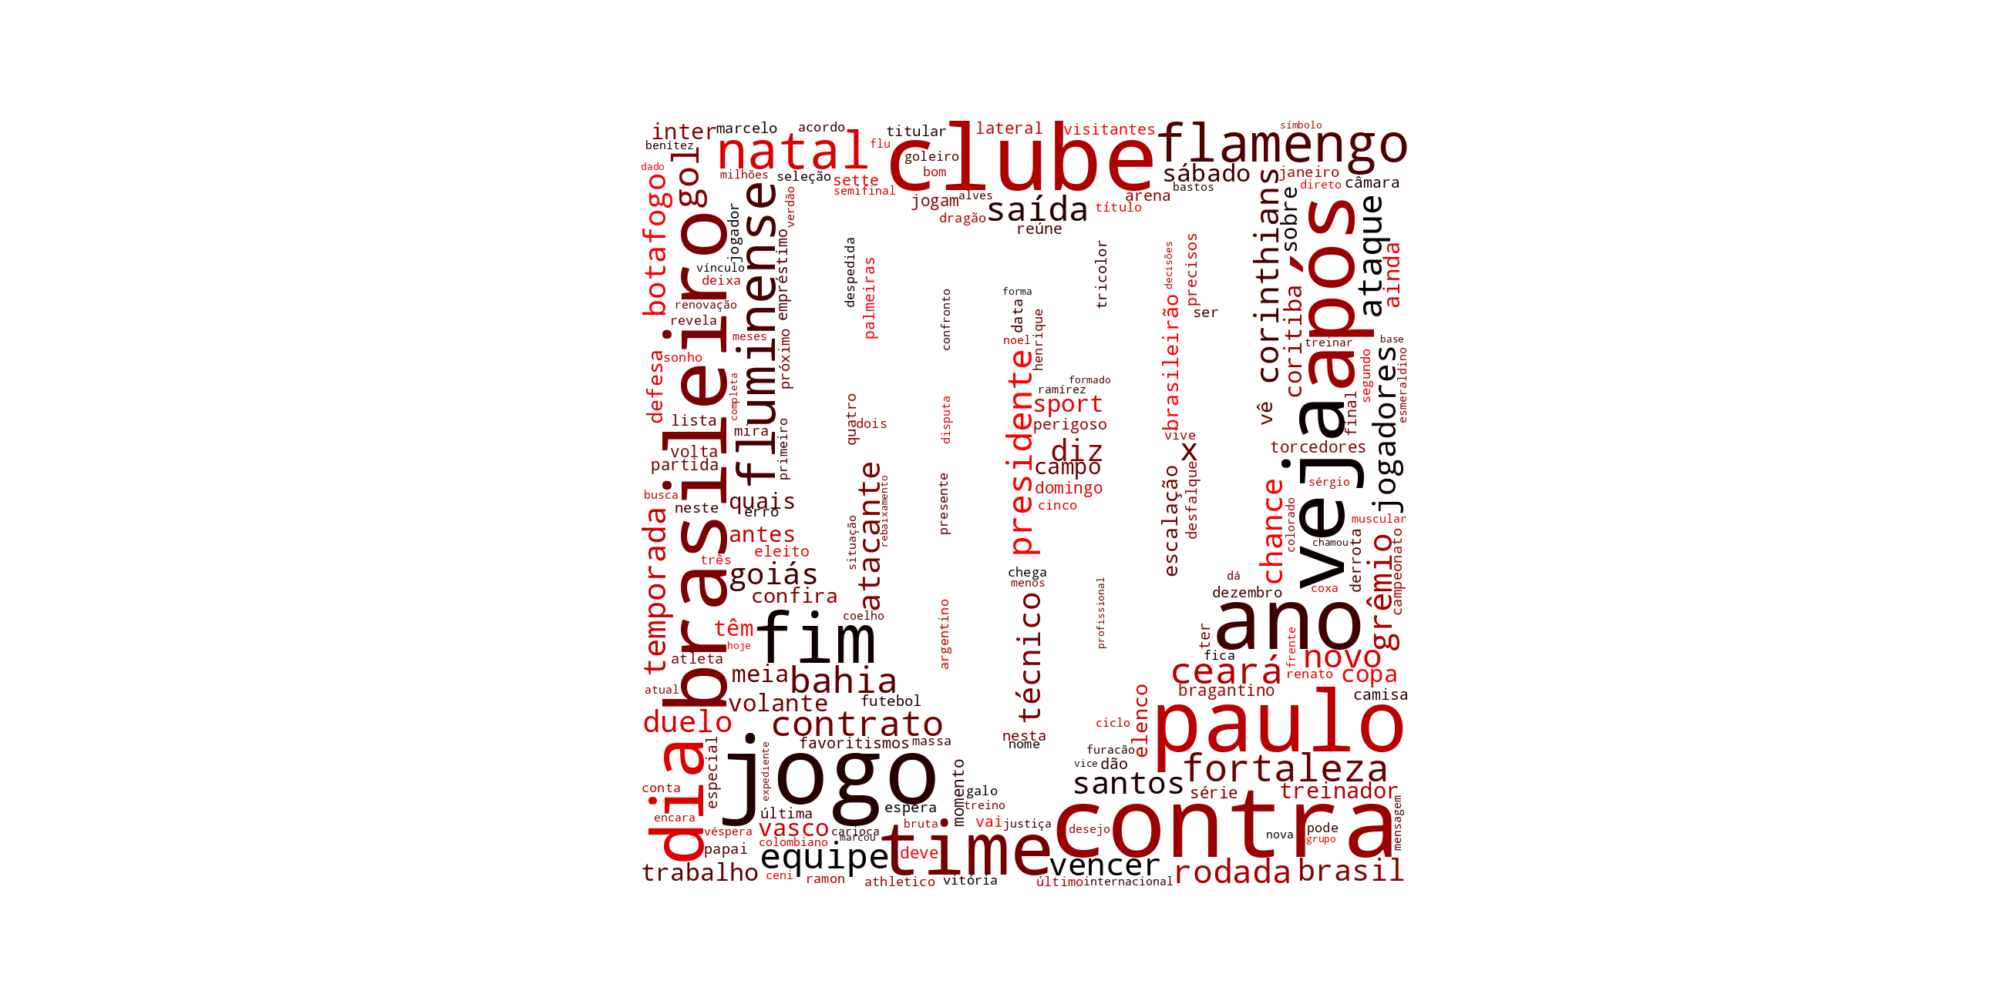 símbolo
inter
marcelo
acordo
titular
lateral
visitantes
flamengo
clube
natal
flu
benítez
goleiro
bom
gol
dado
milhões
seleção
sette
semifinal
sábado
bastos
janeiro
direto
câmara
jogam
alves
arena
saída
título
dragão
reúne
botafogo
fluminense
verdão
jogador
corinthians
sobre
após
ataque
brasileiro
vínculo
deixa
empréstimo
despedida
palmeiras
tricolor
decisões
precisos
ainda
renovação
revela
confronto
forma
data
ser
coritiba
meses
próximo
noel
henrique
brasileirão
treinar
base
defesa
sonho
presidente
formado
ramírez
segundo
jogadores
esmeraldino
completa
lista
mira
primeiro
quatro
dois
disputa
sport
perigoso
vê
final
volta
partida
diz
x
vive
torcedores
campo
veja
busca
neste
quais
erro
atacante
rebaixamento
presente
domingo
cinco
escalação
desfalque
chance
colorado
sérgio
muscular
temporada
antes
eleito
três
situação
chamou
derrota
grêmio
campeonato
goiás
confira
chega
menos
dá
dezembro
coxa
têm
fim
coelho
argentino
técnico
profissional
ano
hoje
ter
fica
frente
novo
atleta
meia
bahia
ceará
renato
copa
atual
volante
futebol
bragantino
camisa
duelo
contrato
ciclo
elenco
paulo
favoritismos
massa
nesta
nome
furacão
vice
dão
dia
especial
expediente
jogo
momento
fortaleza
conta
galo
santos
série
treinador
encara
última
espera
treino
mensagem
véspera
vasco
carioca
marcou
bruta
vai
justiça
desejo
contra
nova
pode
grupo
papai
colombiano
equipe
deve
time
vencer
trabalho
ceni
ramon
athletico
vitória
último
internacional
rodada
brasil